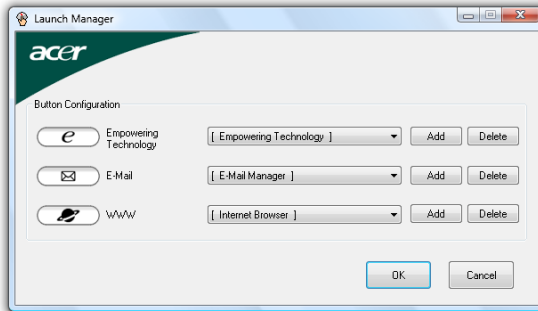 Launch Manager
acer
Button Configuration
e Empowering Technology [ Empowering Technology ] Add Delete
E-Mail [ E-Mail Manager ] Add Delete
WWW [ Internet Browser ] Add Delete
OK Cancel